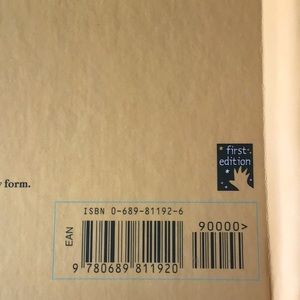 first
edition
form.
ISBN 0-689-81192-6
90000>
EAN
9 780689 811920